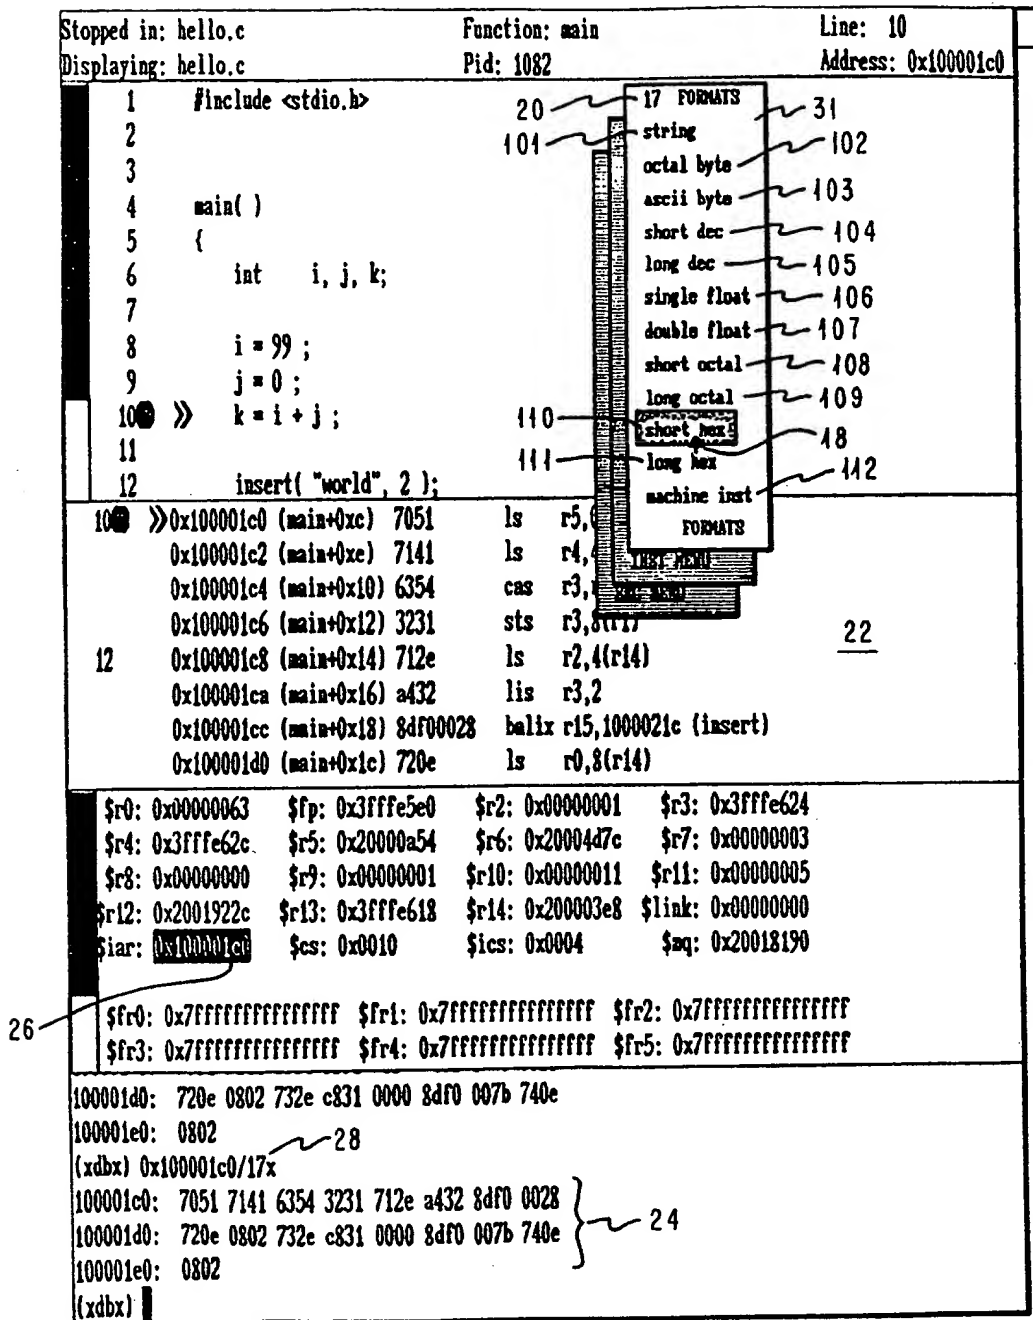 Stopped in: hello.c Function: main Line: 10
Displaying: hello.c Pid: 1082 Address: 0x100001c0
1 #include <stdio.h>
2
3
4 main( )
5 {
6 int i, j, k;
7
8 i = 99 ;
9 j = 0 ;
10 >> k = i + j ;
11
12 insert( "world", 2 );
20 17 FORMATS 31
101 string
octal byte 102
ascii byte 103
short dec 104
long dec 105
single float 106
double float 107
short octal 108
long octal 109
110 short hex 18
111 long hex
machine inst 112
FORMATS
INST MENU
MENU
10 >>0x100001c0 (main+0xc) 7051 ls r5,
0x100001c2 (main+0xe) 7141 ls r4,
0x100001c4 (main+0x10) 6354 cas r3,
0x100001c6 (main+0x12) 3231 sts r3,8(r1)
12 0x100001c8 (main+0x14) 712e ls r2,4(r14)
0x100001ca (main+0x16) a432 lis r3,2
0x100001cc (main+0x18) 8df00028 balix r15,1000021c (insert)
0x100001d0 (main+0x1c) 720e ls r0,8(r14)
22
$r0: 0x00000063 $fp: 0x3fffe5e0 $r2: 0x00000001 $r3: 0x3fffe624
$r4: 0x3fffe62c $r5: 0x20000a54 $r6: 0x20004d7c $r7: 0x00000003
$r8: 0x00000000 $r9: 0x00000001 $r10: 0x00000011 $r11: 0x00000005
$r12: 0x2001922c $r13: 0x3fffe618 $r14: 0x200003e8 $link: 0x00000000
$iar: 0x100001c0 $cs: 0x0010 $ics: 0x0004 $mq: 0x20018190
26
$fr0: 0x7fffffffffffffff $fr1: 0x7fffffffffffffff $fr2: 0x7fffffffffffffff
$fr3: 0x7fffffffffffffff $fr4: 0x7fffffffffffffff $fr5: 0x7fffffffffffffff
100001d0: 720e 0802 732e c831 0000 8df0 007b 740e
100001e0: 0802
28
(xdbx) 0x100001c0/17x
100001c0: 7051 7141 6354 3231 712e a432 8df0 0028
100001d0: 720e 0802 732e c831 0000 8df0 007b 740e
24
100001e0: 0802
(xdbx)